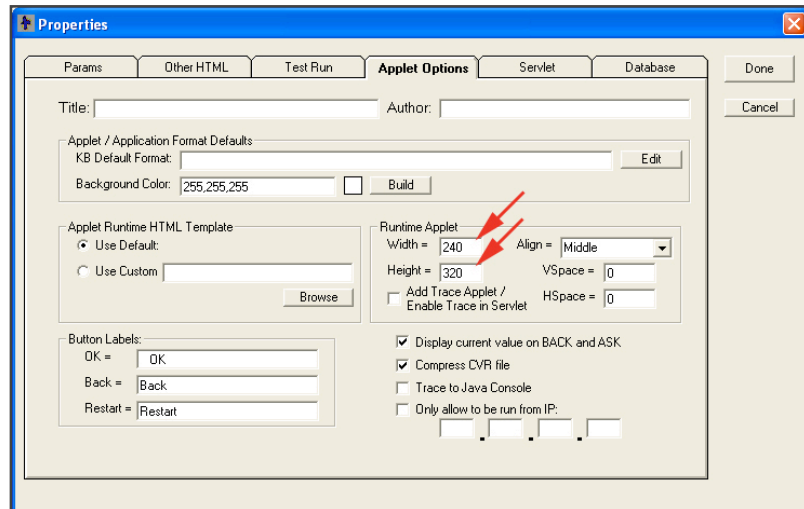 Properties
Params Other HTML Test Run Applet Options Servlet Database Done
Title: Author: Cancel
Applet / Application Format Defaults
KB Default Format: Edit
Background Color: 255,255,255 Build
Applet Runtime HTML Template
Use Default:
Use Custom
Browse
Runtime Applet
Width = 240 Align = Middle
Height = 320 VSpace = 0
Add Trace Applet /
Enable Trace in Servlet HSpace = 0
Button Labels:
OK = OK
Back = Back
Restart = Restart
Display current value on BACK and ASK
Compress CVR file
Trace to Java Console
Only allow to be run from IP:
. . .